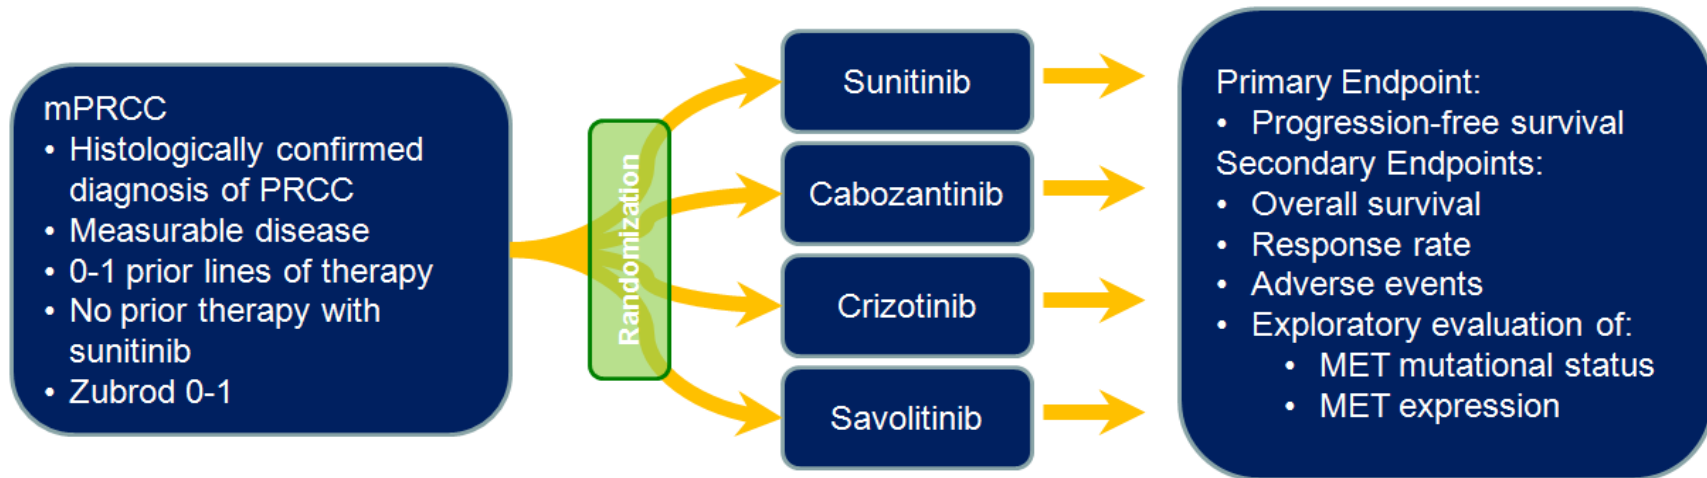 mPRCC
• Histologically confirmed
diagnosis of PRCC
• Measurable disease
• 0-1 prior lines of therapy
• No prior therapy with
sunitinib
• Zubrod 0-1
Randomization
Sunitinib
Cabozantinib
Crizotinib
Savolitinib
Primary Endpoint:
• Progression-free survival
Secondary Endpoints:
• Overall survival
• Response rate
• Adverse events
• Exploratory evaluation of:
• MET mutational status
• MET expression